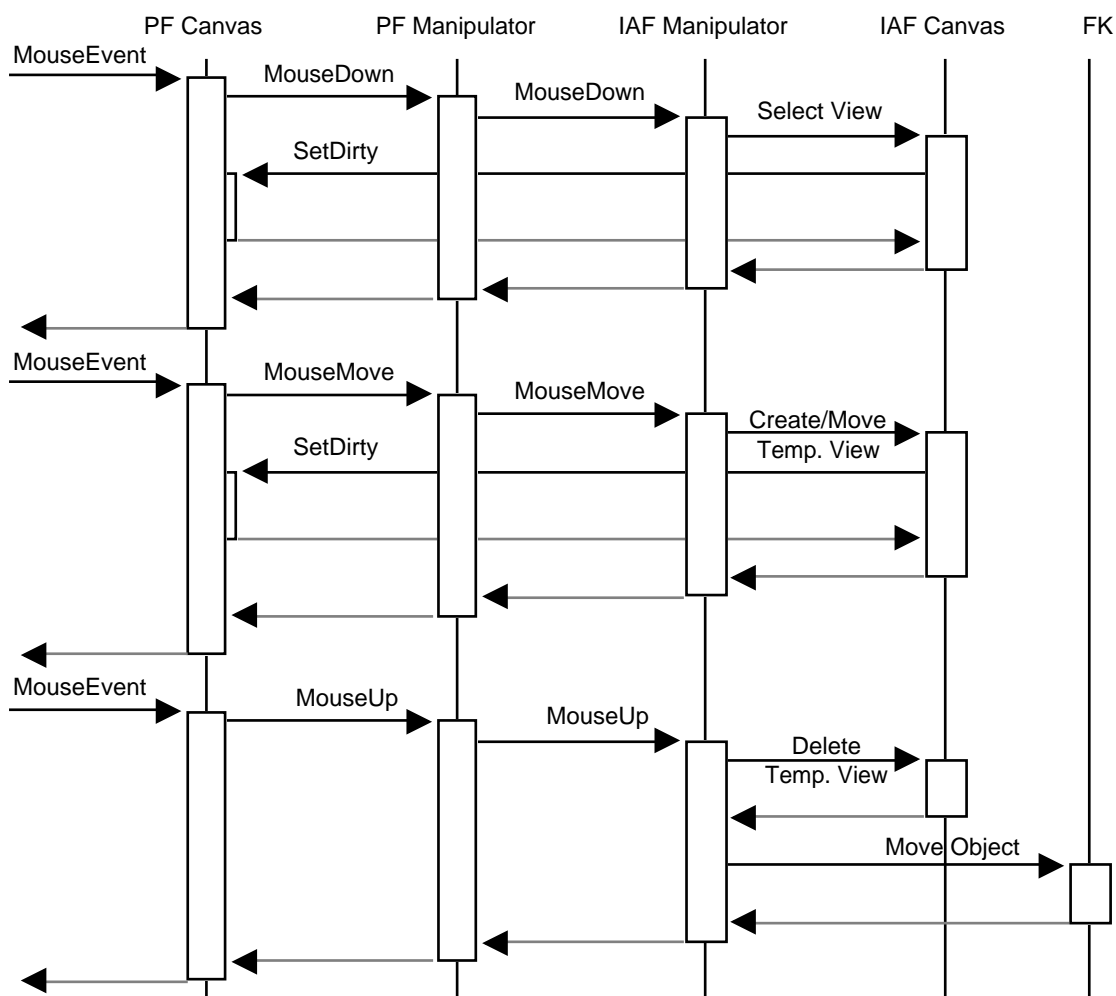 PF Canvas PF Manipulator IAF Manipulator IAF Canvas FK
MouseEvent
MouseDown
MouseDown
Select View
SetDirty
MouseEvent
MouseMove
MouseMove
Create/Move
Temp. View
SetDirty
MouseEvent
MouseUp
MouseUp
Delete
Temp. View
Move Object